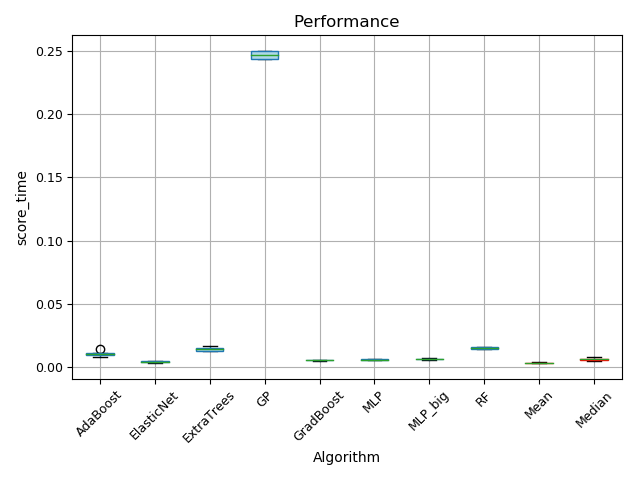 Performance
0.25
0.20
0.15
0.10
0.05
0.00
score_time
AdaBoost
ElasticNet
ExtraTrees
GP
GradBoost
MLP
MLP_big
RF
Mean
Median
Algorithm